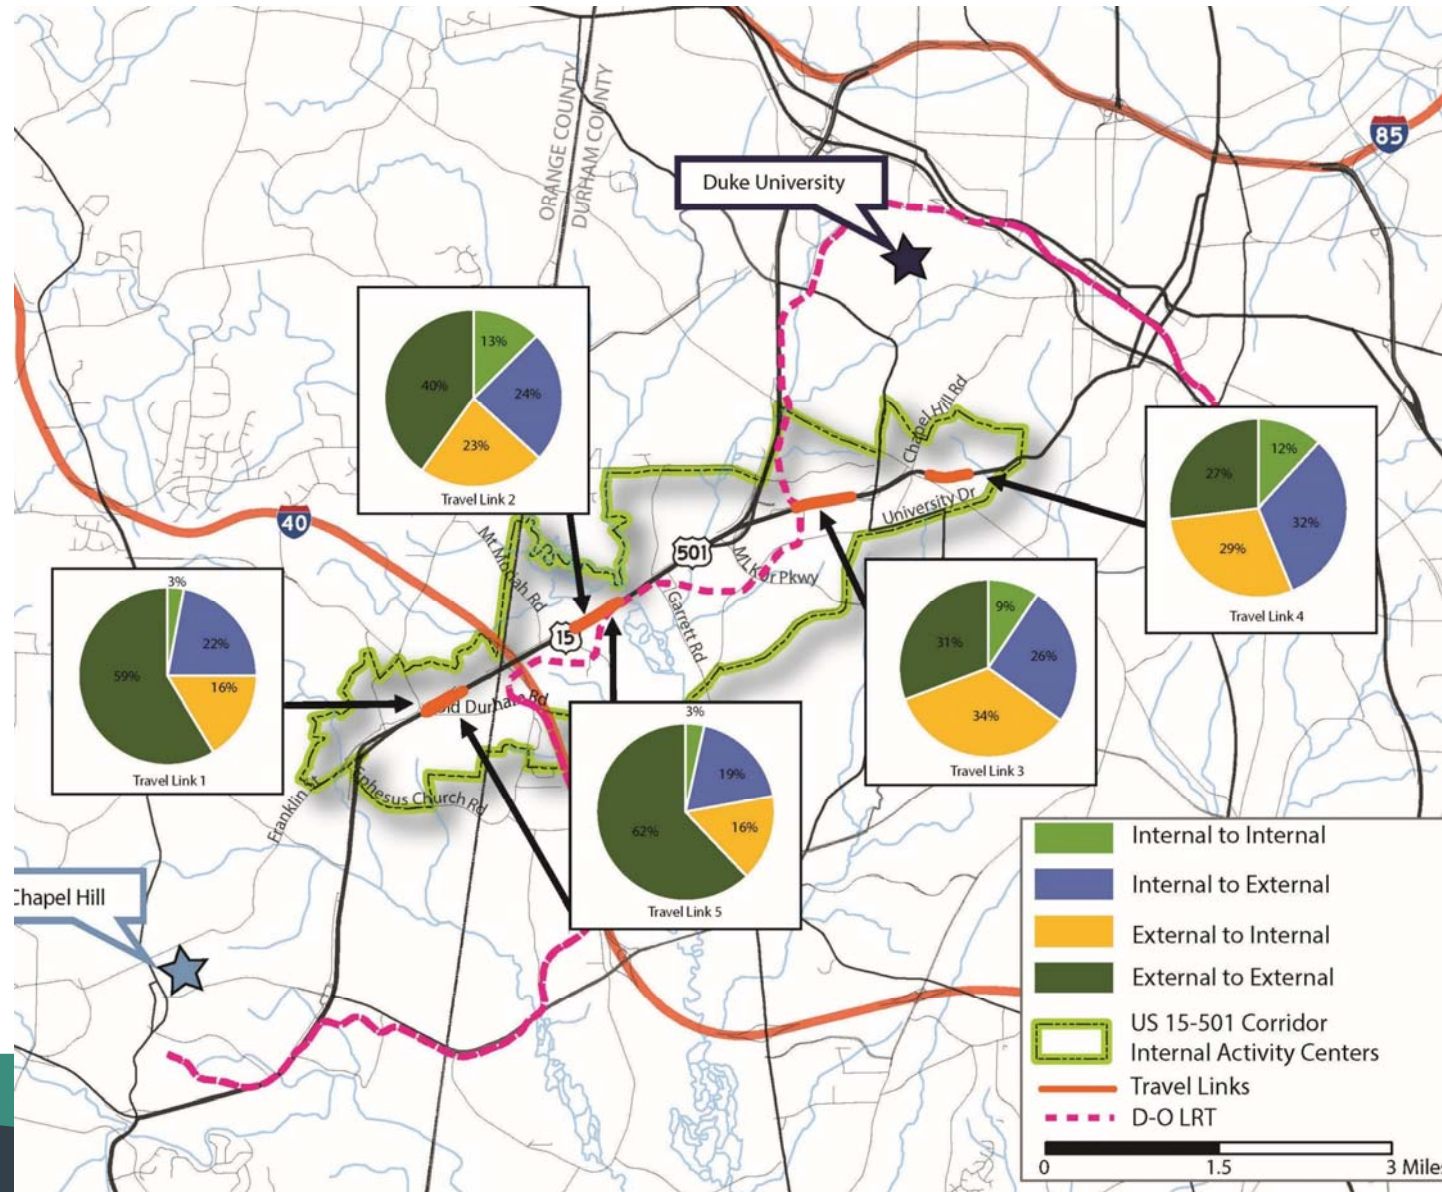 ORANGE COUNTY
DURHAM COUNTY
85
Duke University
13%
24%
23%
40%
Travel Link 2
Chapel Hill Rd
University Dr
12%
32%
29%
27%
Travel Link 4
40
Mt Moriah Rd
501
MLK Jr Pkwy
Garrett Rd
15
3%
22%
16%
59%
Travel Link 1
Old Durham Rd
Ephesus Church Rd
Franklin
9%
26%
34%
31%
Travel Link 3
3%
19%
16%
62%
Travel Link 5
Chapel Hill
Internal to Internal
Internal to External
External to Internal
External to External
US 15-501 Corridor
Internal Activity Centers
Travel Links
D-O LRT
0 1.5 3 Miles